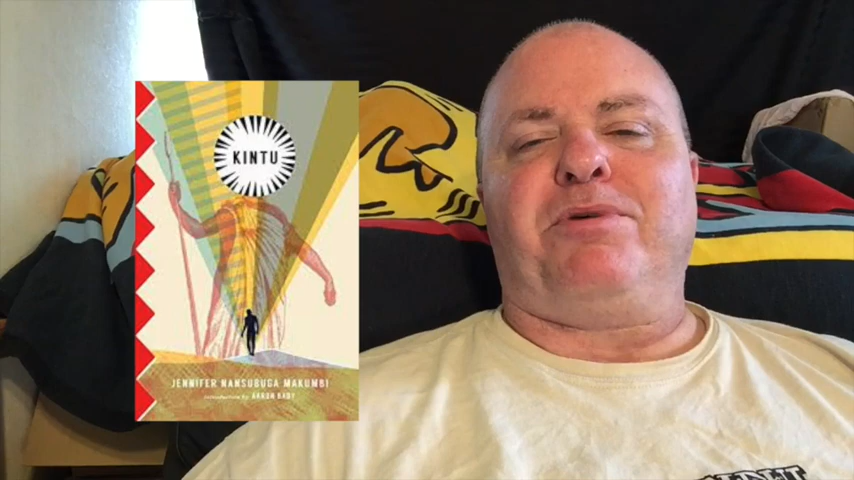 KINTU
JENNIFER NANSUBUGA MAKUMBI
introduction by AARON BADY